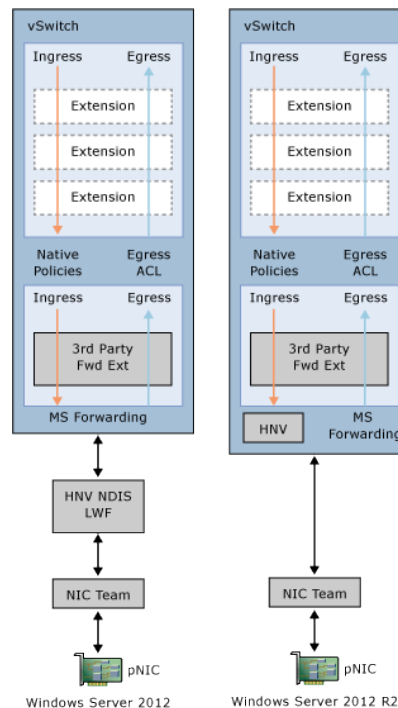 vSwitch
Ingress Egress
Extension
Extension
Extension
Native Egress
Policies ACL
Ingress Egress
3rd Party
Fwd Ext
MS Forwarding
HNV NDIS
LWF
NIC Team
pNIC
Windows Server 2012
vSwitch
Ingress Egress
Extension
Extension
Extension
Native Egress
Policies ACL
Ingress Egress
3rd Party
Fwd Ext
HNV
MS
Forwarding
NIC Team
pNIC
Windows Server 2012 R2